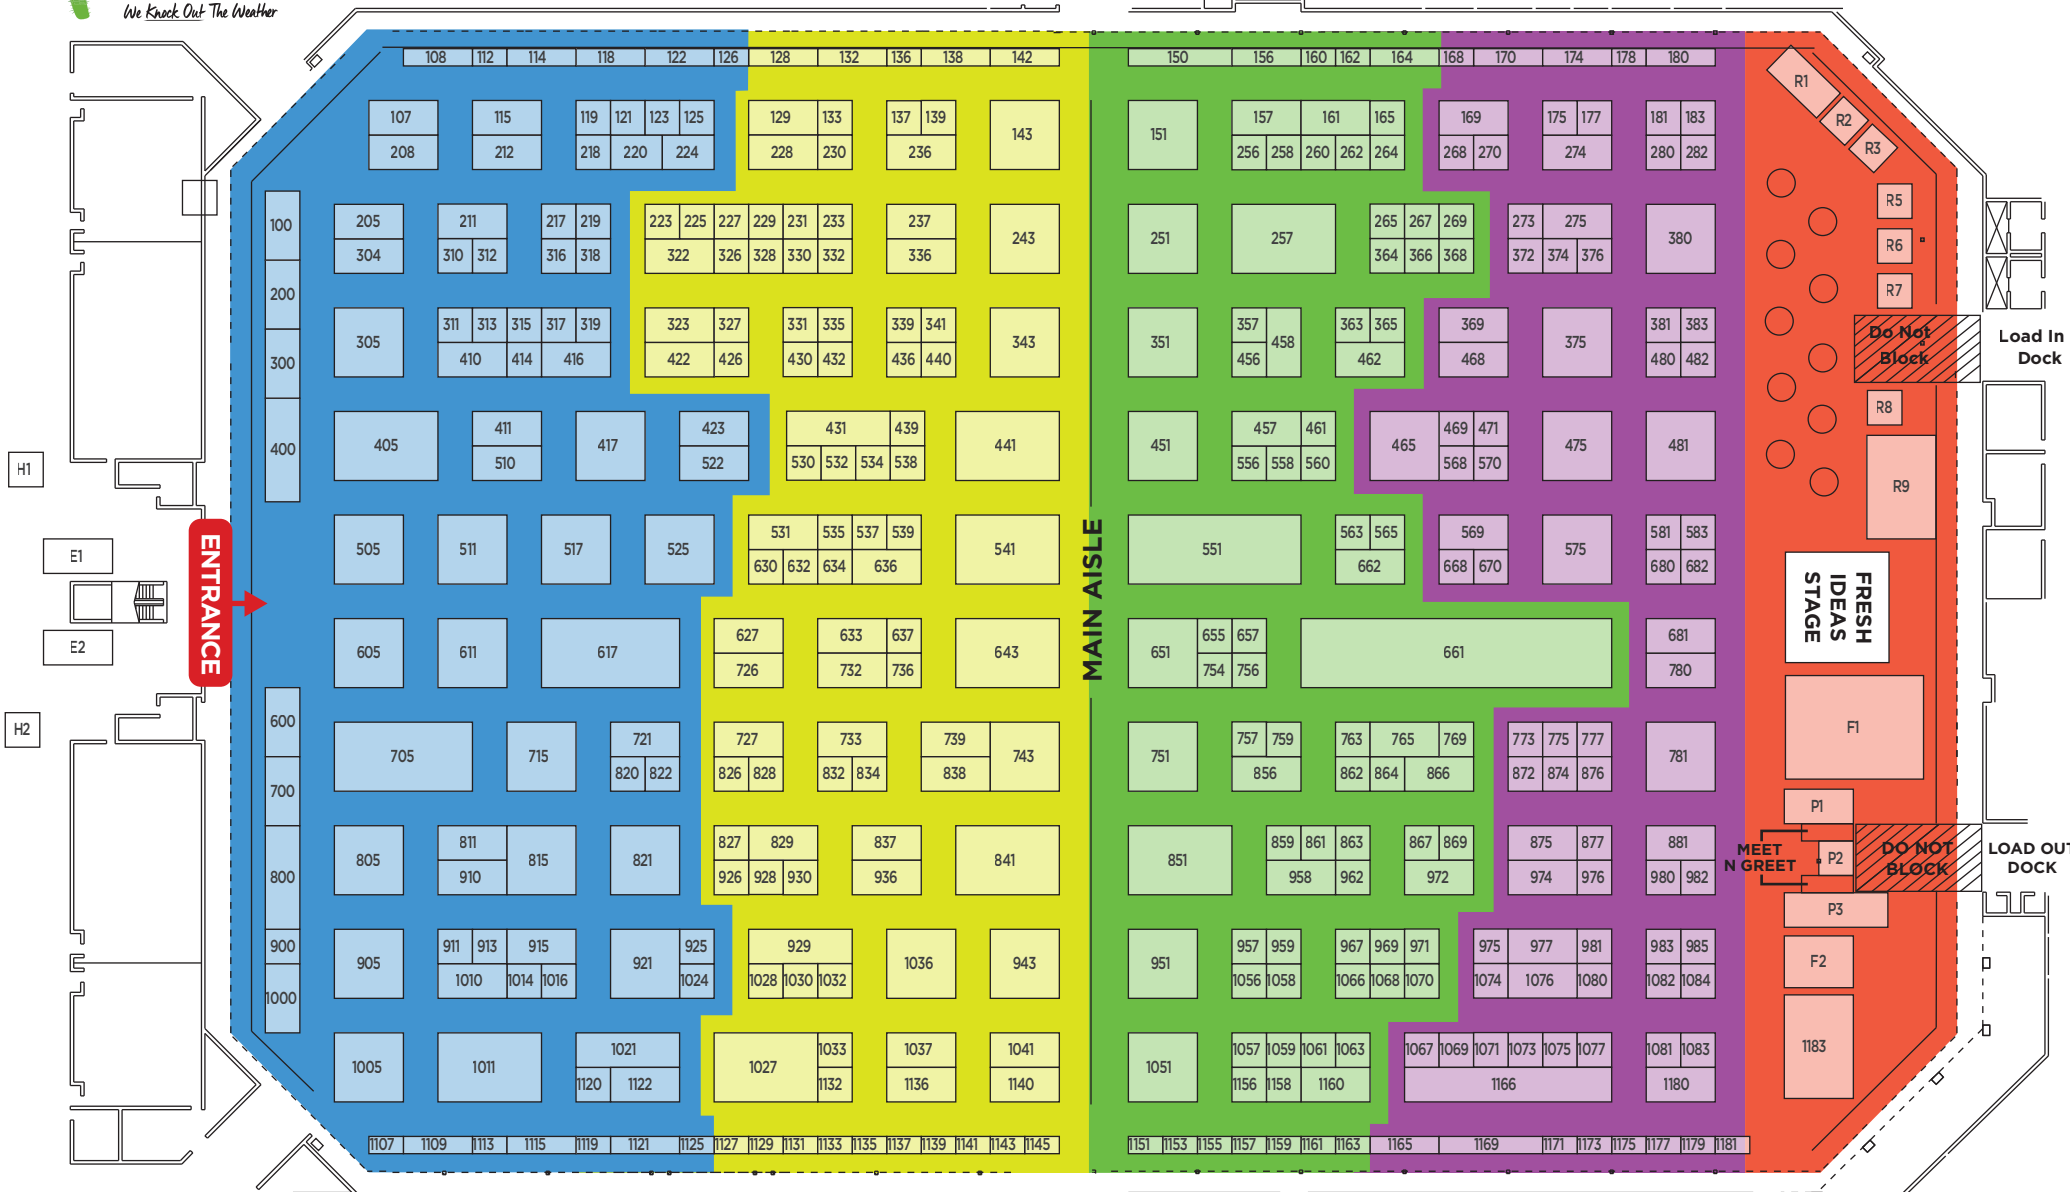 We Knock Out The Weather
108 112 114 118 122 126 128 132 136 138 142 150 156 160 162 164 168 170 174 178 180
R1
107 115 119 121 123 125 129 133 137 139 143 151 157 161 165 169 175 177 181 183 R2
208 212 218 220 224 228 230 236 256 258 260 262 264 268 270 274 280 282 R3
R5
100 205 211 217 219 223 225 227 229 231 233 237 243 251 257 265 267 269 273 275 380
304 310 312 316 318 322 326 328 330 332 336 364 366 368 372 374 376 R6
200 R7
305 311 313 315 317 319 323 327 331 335 339 341 343 351 357 458 363 365 369 375 381 383
Do Not
Block
Load In
Dock
300 410 414 416 422 426 430 432 436 440 456 462 468 480 482
R8
400 405 411 417 423 431 439 441 451 457 461 465 469 471 475 481
510 522 530 532 534 538 556 558 560 568 570
H1
R9
505 511 517 525 531 535 537 539 541 551 563 565 569 575 581 583
630 632 634 636 662 668 670 680 682
E1
ENTRANCE
MAIN AISLE
FRESH
IDEAS
STAGE
E2
605 611 617 627 633 637 643 651 655 657 661 681
726 732 736 754 756 780
H2
600
705 715 721 727 733 739 743 751 757 759 763 765 769 773 775 777 781 F1
820 822 826 828 832 834 838 856 862 864 866 872 874 876
700
P1
805 811 815 821 827 829 837 841 851 859 861 863 867 869 875 877 881
MEET
N GREET
P2
DO NOT
BLOCK
LOAD OUT
DOCK
800 910 926 928 930 936 958 962 972 974 976 980 982
P3
900 905 911 913 915 921 925 929 1036 943 951 957 959 967 969 971 975 977 981 983 985 F2
1000 1010 1014 1016 1024 1028 1030 1032 1056 1058 1066 1068 1070 1074 1076 1080 1082 1084
1005 1011 1021 1027 1033 1037 1041 1051 1057 1059 1061 1063 1067 1069 1071 1073 1075 1077 1081 1083 1183
1120 1122 1132 1136 1140 1156 1158 1160 1166 1180
1107 1109 1113 1115 1119 1121 1125 1127 1129 1131 1133 1135 1137 1139 1141 1143 1145 1151 1153 1155 1157 1159 1161 1163 1165 1169 1171 1173 1175 1177 1179 1181